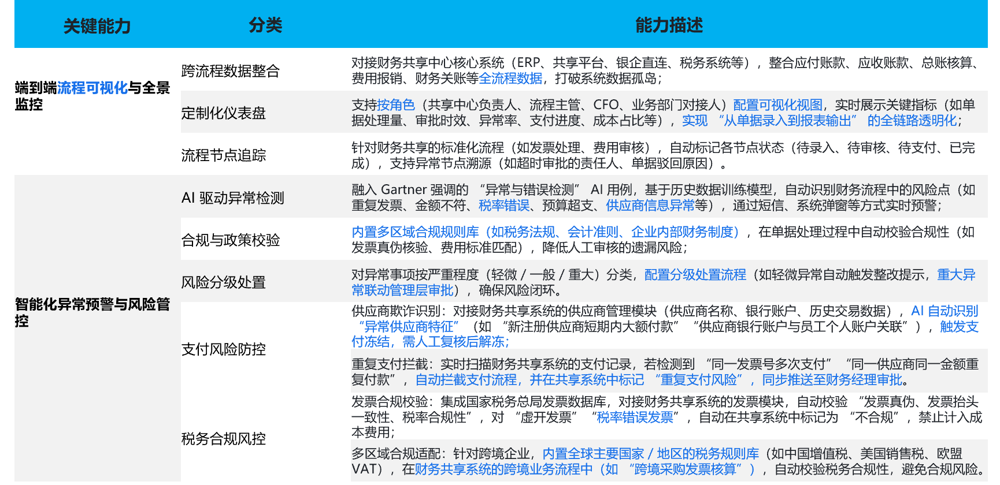 关键能力
分类
能力描述
端到端流程可视化与全景
监控
跨流程数据整合
对接财务共享中心核心系统（ERP、共享平台、银企直连、税务系统等），整合应付账款、应收账款、总账核算、
费用报销、财务关账等全流程数据，打破系统数据孤岛；
定制化仪表盘
支持按角色（共享中心负责人、流程主管、CFO、业务部门对接人）配置可视化视图，实时展示关键指标（如单
据处理量、审批时效、异常率、支付进度、成本占比等），实现 “从单据录入到报表输出” 的全链路透明化；
流程节点追踪
针对财务共享的标准化流程（如发票处理、费用审核），自动标记各节点状态（待录入、待审核、待支付、已完
成），支持异常节点溯源（如超时审批的责任人、单据驳回原因）。
智能化异常预警与风险管
控
AI 驱动异常检测
融入 Gartner 强调的 “异常与错误检测” AI 用例，基于历史数据训练模型，自动识别财务流程中的风险点（如
重复发票、金额不符、税率错误、预算超支、供应商信息异常等），通过短信、系统弹窗等方式实时预警；
合规与政策校验
内置多区域合规规则库（如税务法规、会计准则、企业内部财务制度），在单据处理过程中自动校验合规性（如
发票真伪核验、费用标准匹配），降低人工审核的遗漏风险；
风险分级处置
对异常事项按严重程度（轻微 / 一般 / 重大）分类，配置分级处置流程（如轻微异常自动触发整改提示，重大异
常联动管理层审批），确保风险闭环。
支付风险防控
供应商欺诈识别：对接财务共享系统的供应商管理模块（供应商名称、银行账户、历史交易数据），AI 自动识别
“异常供应商特征” （如 “新注册供应商短期内大额付款” “供应商银行账户与员工个人账户关联” ），触发支
付冻结，需人工复核后解冻；
重复支付拦截：实时扫描财务共享系统的支付记录，若检测到 “同一发票号多次支付” “同一供应商同一金额重
复付款” ，自动拦截支付流程，并在共享系统中标记 “重复支付风险” ，同步推送至财务经理审批。
税务合规风控
发票合规校验：集成国家税务总局发票数据库，对接财务共享系统的发票模块，自动校验 “发票真伪、发票抬头
一致性、税率合规性” ，对 “虚开发票” “税率错误发票” ，自动在共享系统中标记为 “不合规” ，禁止计入成
本费用；
多区域合规适配：针对跨境企业，内置全球主要国家 / 地区的税务规则库（如中国增值税、美国销售税、欧盟
VAT），在财务共享系统的跨境业务流程中（如 “跨境采购发票核算” ），自动校验税务合规性，避免合规风险。